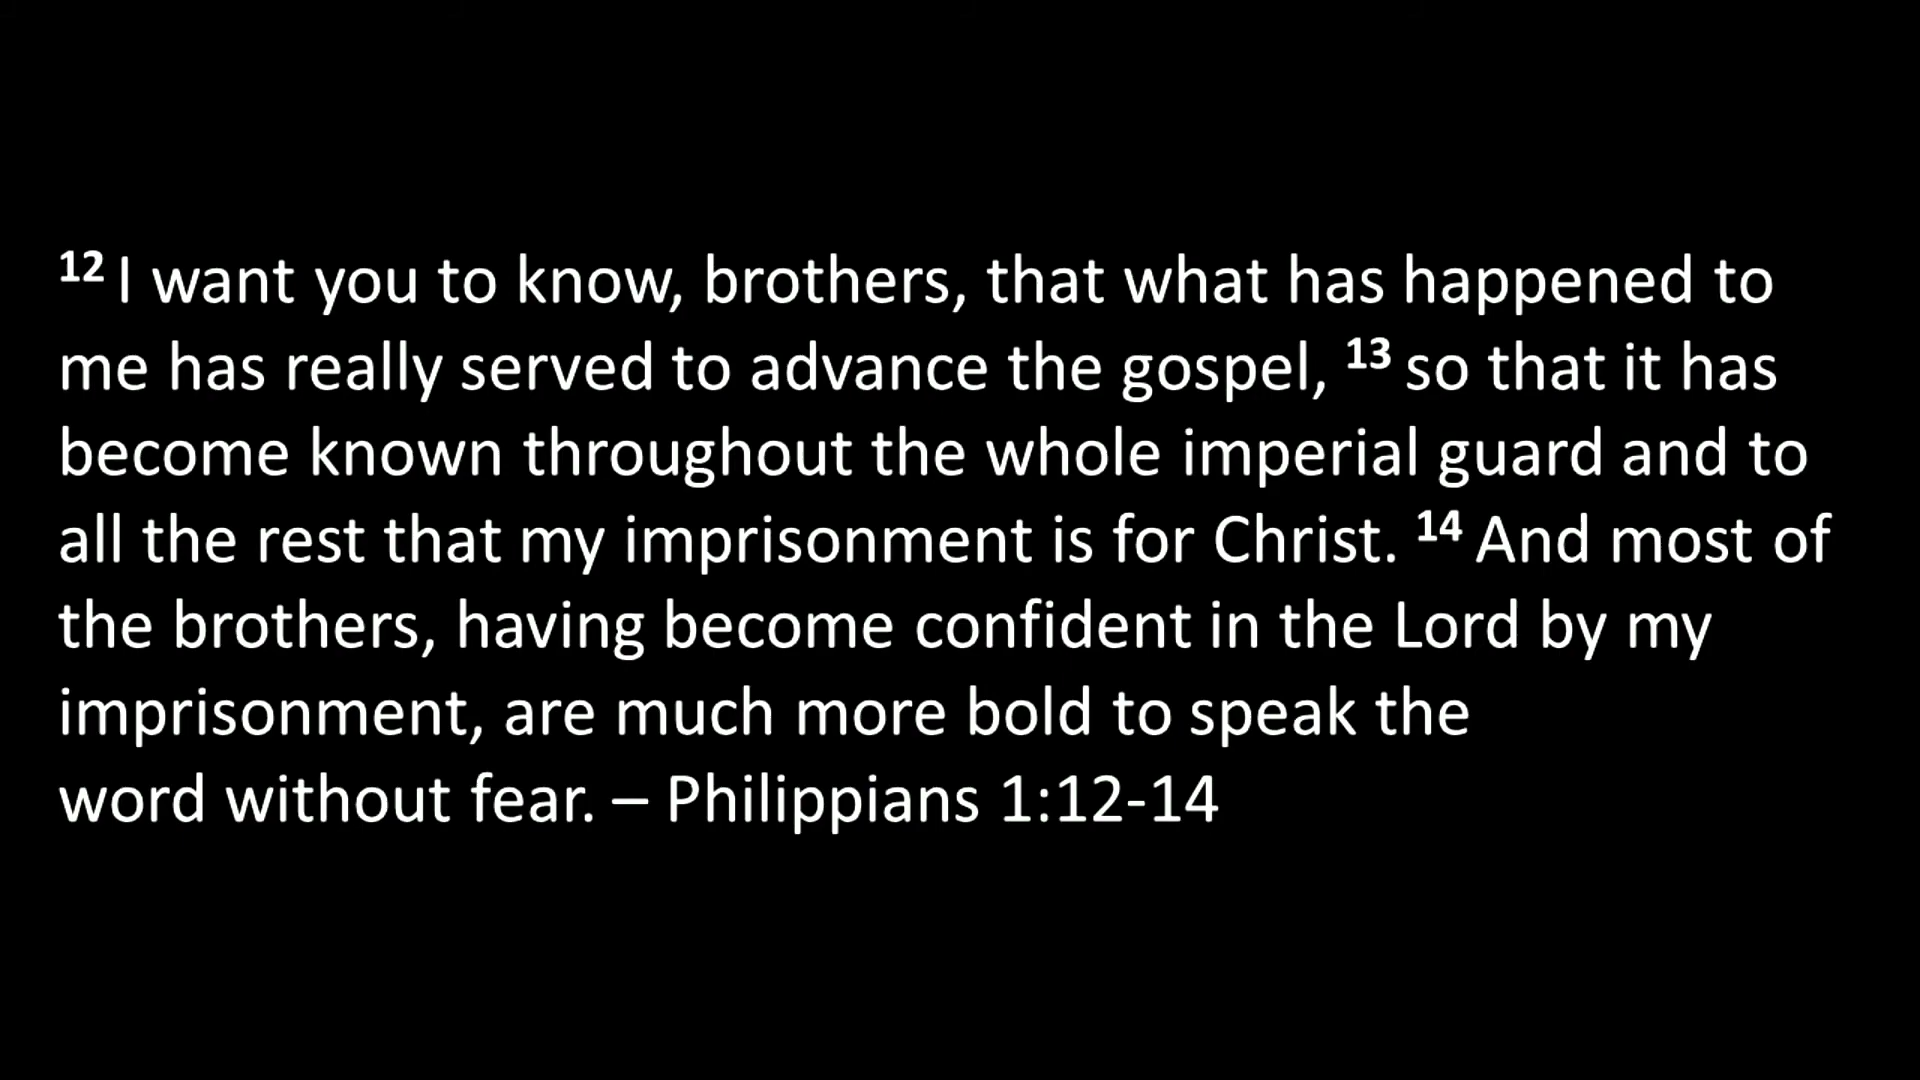 12 I want you to know, brothers, that what has happened to
me has really served to advance the gospel, 13 so that it has
become known throughout the whole imperial guard and to
all the rest that my imprisonment is for Christ. 14 And most of
the brothers, having become confident in the Lord by my
imprisonment, are much more bold to speak the
word without fear. – Philippians 1:12-14